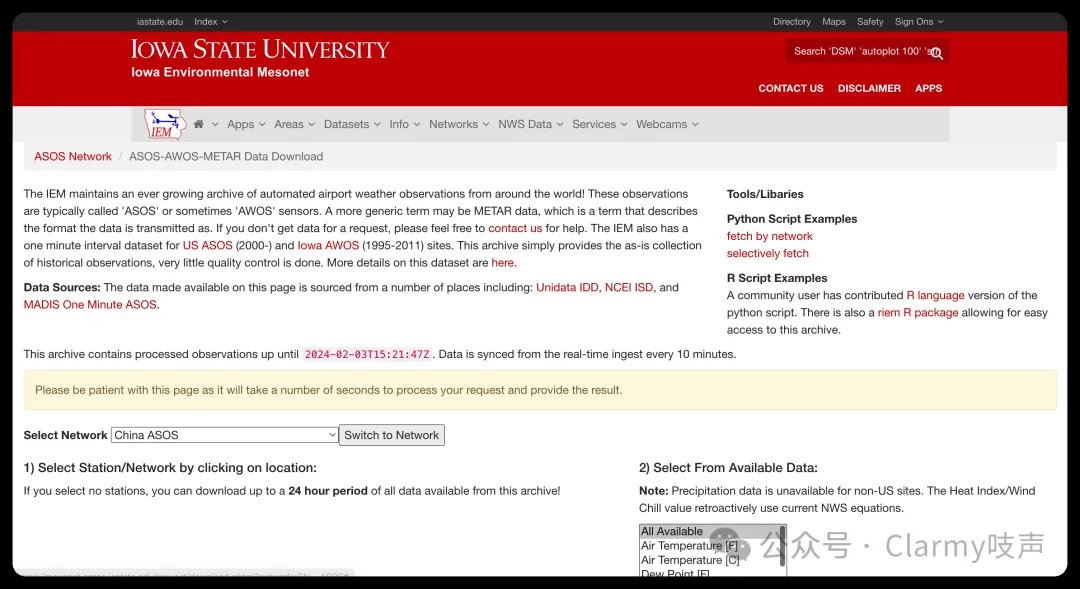 iastate.edu Index
Directory Maps Safety Sign Ons
IOWA STATE UNIVERSITY
Iowa Environmental Mesonet
Search 'DSM' 'autoplot 100'
CONTACT US DISCLAIMER APPS
IEM
Apps Areas Datasets Info Networks NWS Data Services Webcams
ASOS Network / ASOS-AWOS-METAR Data Download
The IEM maintains an ever growing archive of automated airport weather observations from around the world! These observations
are typically called 'ASOS' or sometimes 'AWOS' sensors. A more generic term may be METAR data, which is a term that describes
the format the data is transmitted as. If you don't get data for a request, please feel free to contact us for help. The IEM also has a
one minute interval dataset for US ASOS (2000-) and Iowa AWOS (1995-2011) sites. This archive simply provides the as-is collection
of historical observations, very little quality control is done. More details on this dataset are here.
Data Sources: The data made available on this page is sourced from a number of places including: Unidata IDD, NCEI ISD, and
MADIS One Minute ASOS.
Tools/Libaries
Python Script Examples
fetch by network
selectively fetch
R Script Examples
A community user has contributed R language version of the
python script. There is also a riem R package allowing for easy
access to this archive.
This archive contains processed observations up until 2024-02-03T15:21:47Z. Data is synced from the real-time ingest every 10 minutes.
Please be patient with this page as it will take a number of seconds to process your request and provide the result.
Select Network China ASOS Switch to Network
1) Select Station/Network by clicking on location:
If you select no stations, you can download up to a 24 hour period of all data available from this archive!
2) Select From Available Data:
Note: Precipitation data is unavailable for non-US sites. The Heat Index/Wind
Chill value retroactively use current NWS equations.
All Available
Air Temperature [F]
Air Temperature [C]
Dew Point [F]
公众号 · Clarmy吱声